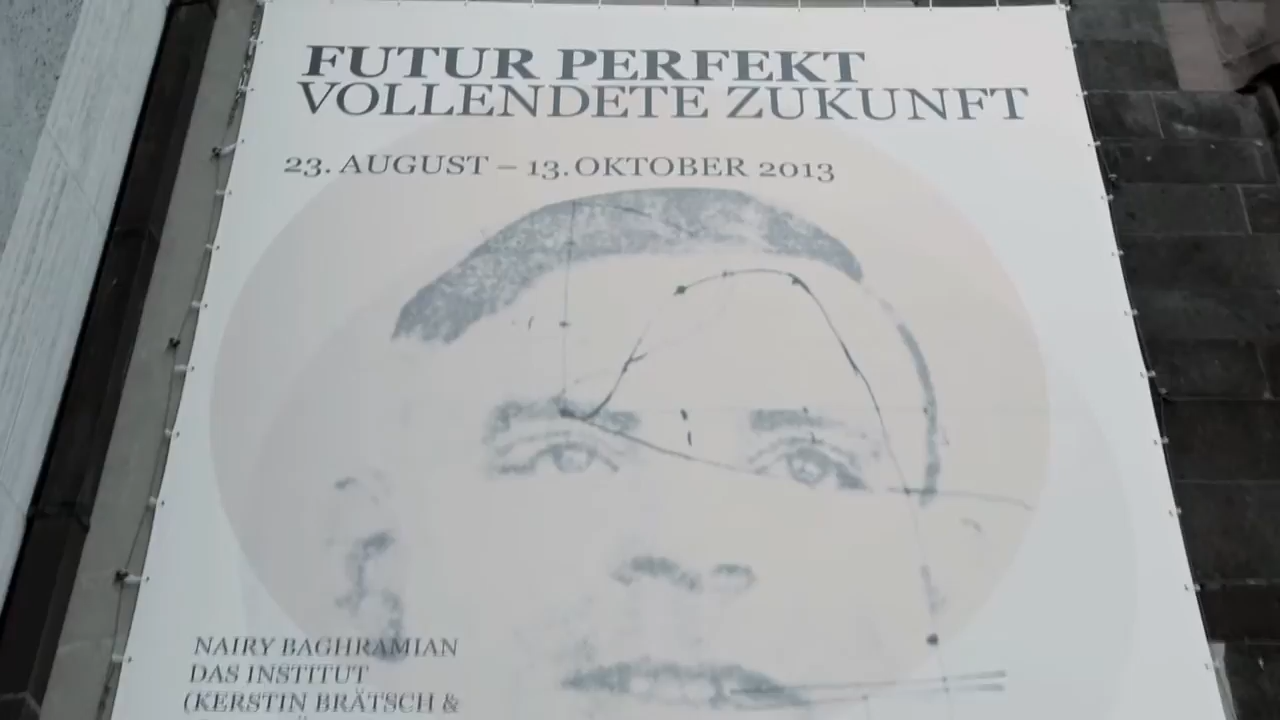 FUTUR PERFEKT
VOLLENDETE ZUKUNFT
23. AUGUST – 13. OKTOBER 2013
NAIRY BAGHRAMIAN
DAS INSTITUT
(KERSTIN BRÄTSCH &